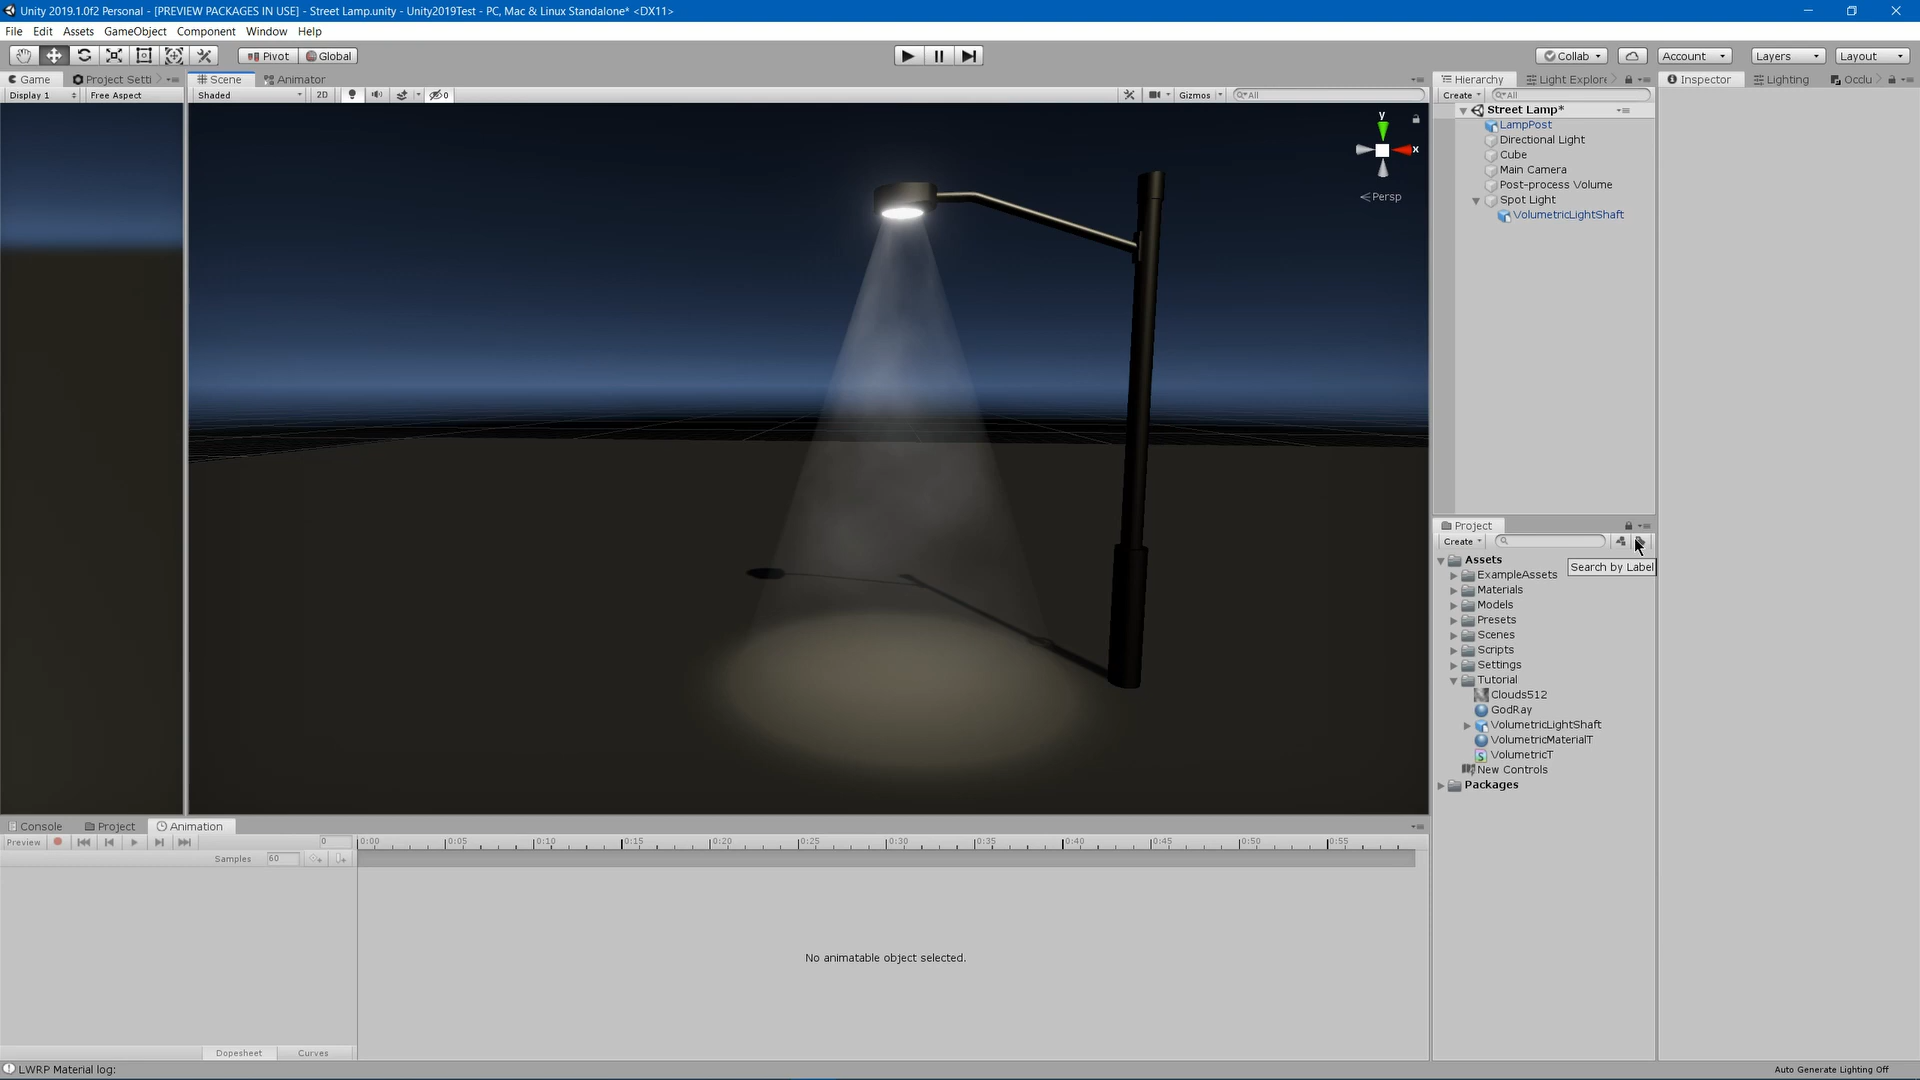 Unity 2019.1.0f2 Personal - [PREVIEW PACKAGES IN USE] - Street Lamp.unity - Unity2019Test - PC, Mac & Linux Standalone* <DX11>
File Edit Assets GameObject Component Window Help
Pivot Global Collab Account Layers Layout
Game Project Setti Scene Animator Hierarchy Light Explore Inspector Lighting Occlu
Display 1 Free Aspect Shaded 2D 0 Gizmos All Create All
Street Lamp*
LampPost
Directional Light
Cube
Main Camera
Post-process Volume
Spot Light
VolumetricLightShaft
y
x
Persp
Project
Create
Search by Label
Assets
ExampleAssets
Materials
Models
Presets
Scenes
Scripts
Settings
Tutorial
Clouds512
GodRay
VolumetricLightShaft
VolumetricMaterialT
VolumetricT
New Controls
Packages
Console Project Animation
Preview 0 0:00 0:05 0:10 0:15 0:20 0:25 0:30 0:35 0:40 0:45 0:50 0:55
Samples 60
No animatable object selected.
Dopesheet Curves
LWRP Material log:
Auto Generate Lighting Off